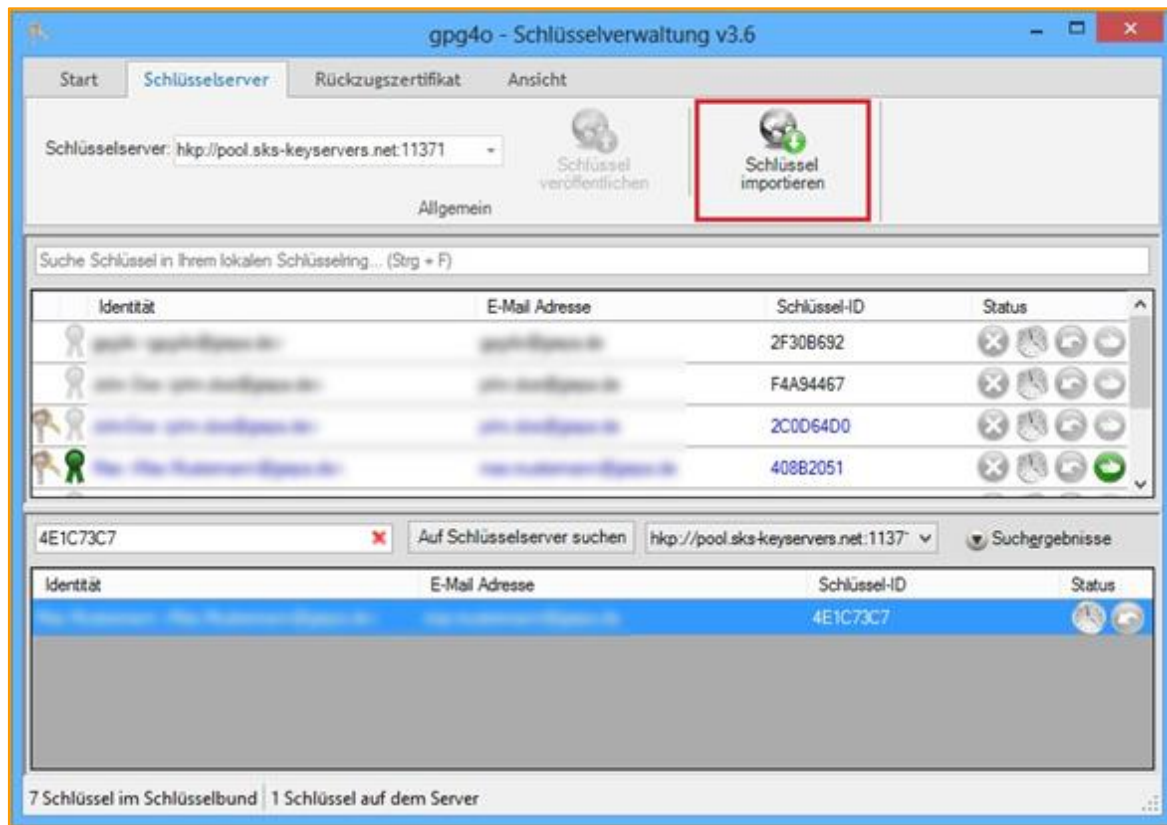 gpg4o - Schlüsselverwaltung v3.6
Start Schlüsselserver Rückzugszertifikat Ansicht
Schlüsselserver: hkp://pool.sks-keyservers.net:11371
Schlüssel veröffentlichen
Schlüssel importieren
Allgemein
Suche Schlüssel in Ihrem lokalen Schlüsselring... (Strg + F)
Identität E-Mail Adresse Schlüssel-ID Status
2F30B692
F4A94467
2C0D64D0
408B2051
4E1C73C7 Auf Schlüsselserver suchen hkp://pool.sks-keyservers.net:1137 Suchergebnisse
Identität E-Mail Adresse Schlüssel-ID Status
4E1C73C7
7 Schlüssel im Schlüsselbund 1 Schlüssel auf dem Server